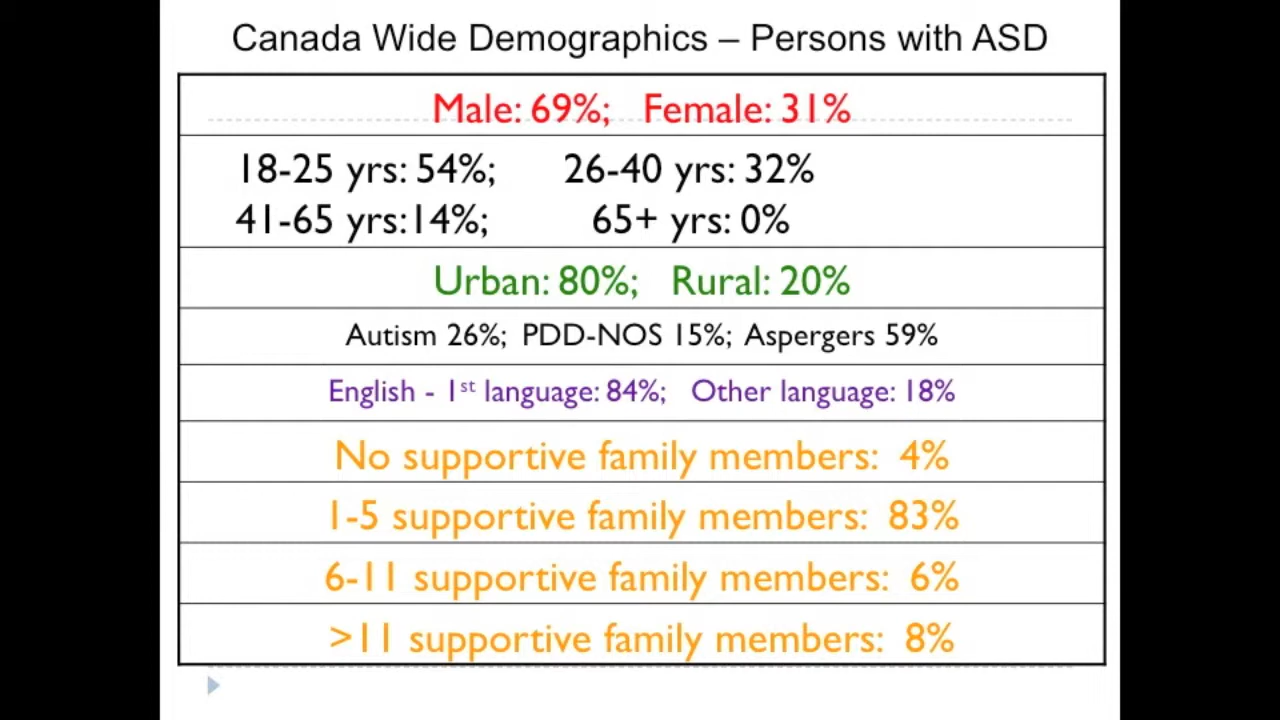 Canada Wide Demographics – Persons with ASD
Male: 69%; Female: 31%
18-25 yrs: 54%; 26-40 yrs: 32%
41-65 yrs:14%; 65+ yrs: 0%
Urban: 80%; Rural: 20%
Autism 26%; PDD-NOS 15%; Aspergers 59%
English - 1st language: 84%; Other language: 18%
No supportive family members: 4%
1-5 supportive family members: 83%
6-11 supportive family members: 6%
>11 supportive family members: 8%